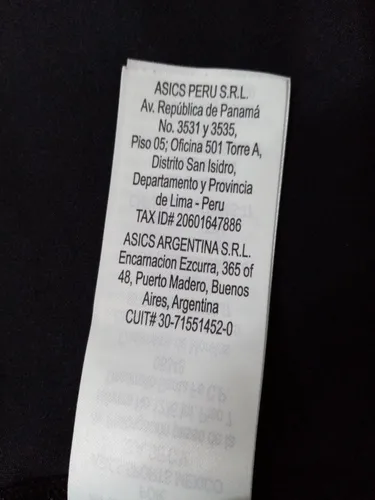 ASICS PERU S.R.L.
Av. República de Panamá
No. 3531 y 3535,
Piso 05; Oficina 501 Torre A,
Distrito San Isidro,
Departamento y Provincia
de Lima - Peru
TAX ID# 20601647886
ASICS ARGENTINA S.R.L.
Encarnacion Ezcurra, 365 of
48, Puerto Madero, Buenos
Aires, Argentina
CUIT# 30-71551452-0